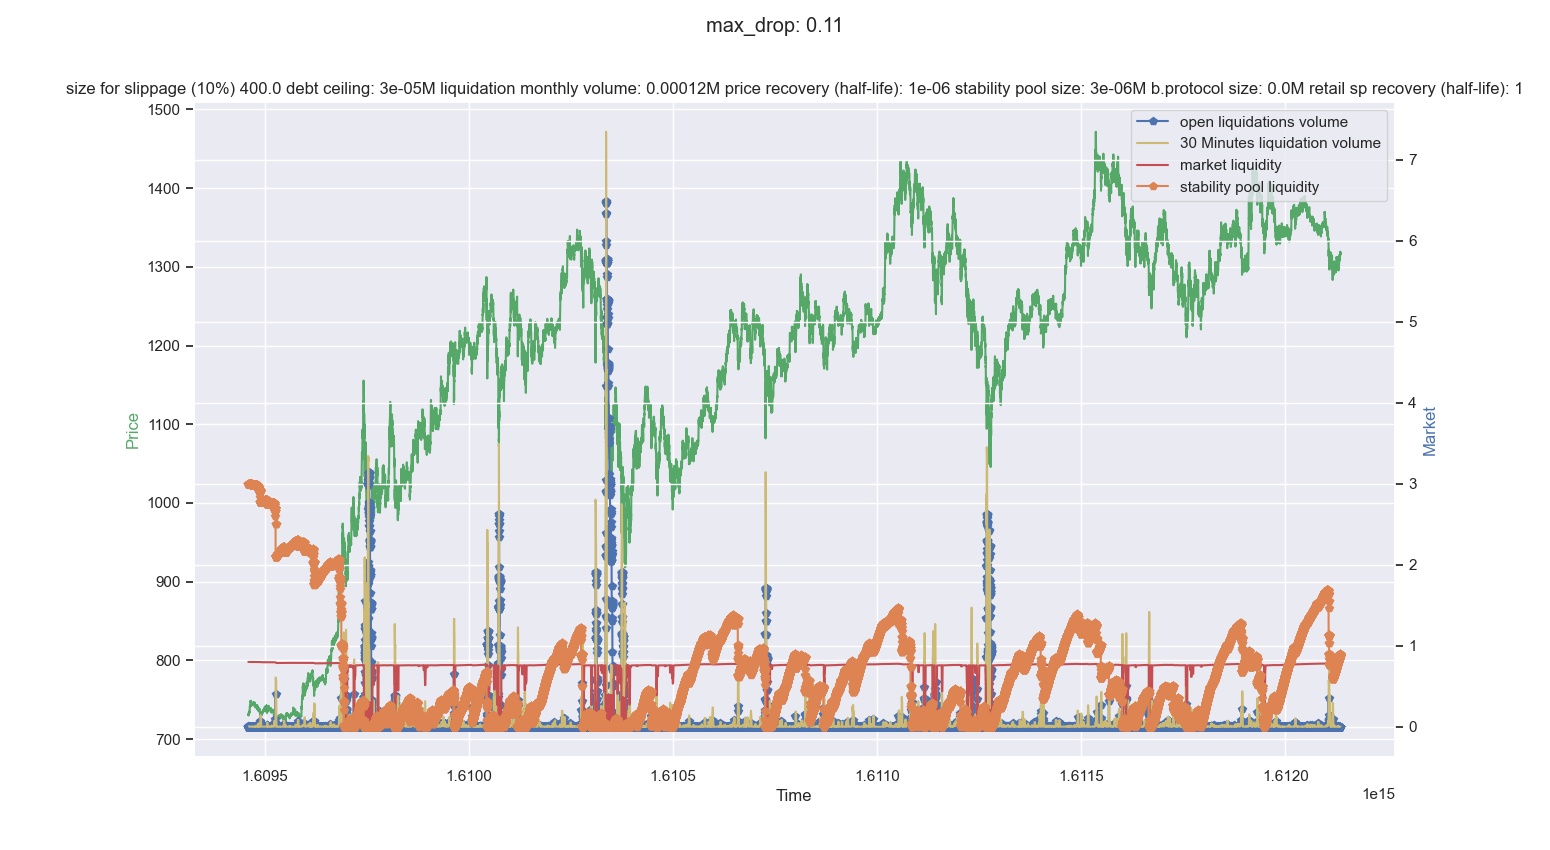 max_drop: 0.11
size for slippage (10%) 400.0 debt ceiling: 3e-05M liquidation monthly volume: 0.00012M price recovery (half-life): 1e-06 stability pool size: 3e-06M b.protocol size: 0.0M retail sp recovery (half-life): 1
1500
1400
1300
1200
1100
1000
900
800
700
Price
open liquidations volume
30 Minutes liquidation volume
market liquidity
stability pool liquidity
7
6
5
4
3
2
1
0
Market
1.6095
1.6100
1.6105
1.6110
1.6115
1.6120
1e15
Time